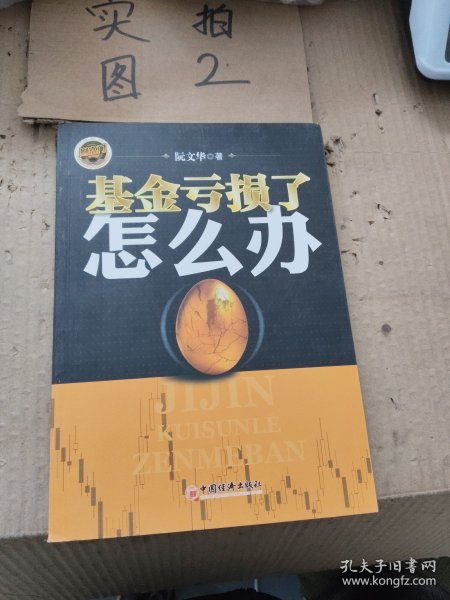 实拍
图2
阮文华 著
基金亏损了
怎么办
JIJIN
KUISUNLE
ZENMEBAN
中国经济出版社
孔夫子旧书网
www.kongfz.com